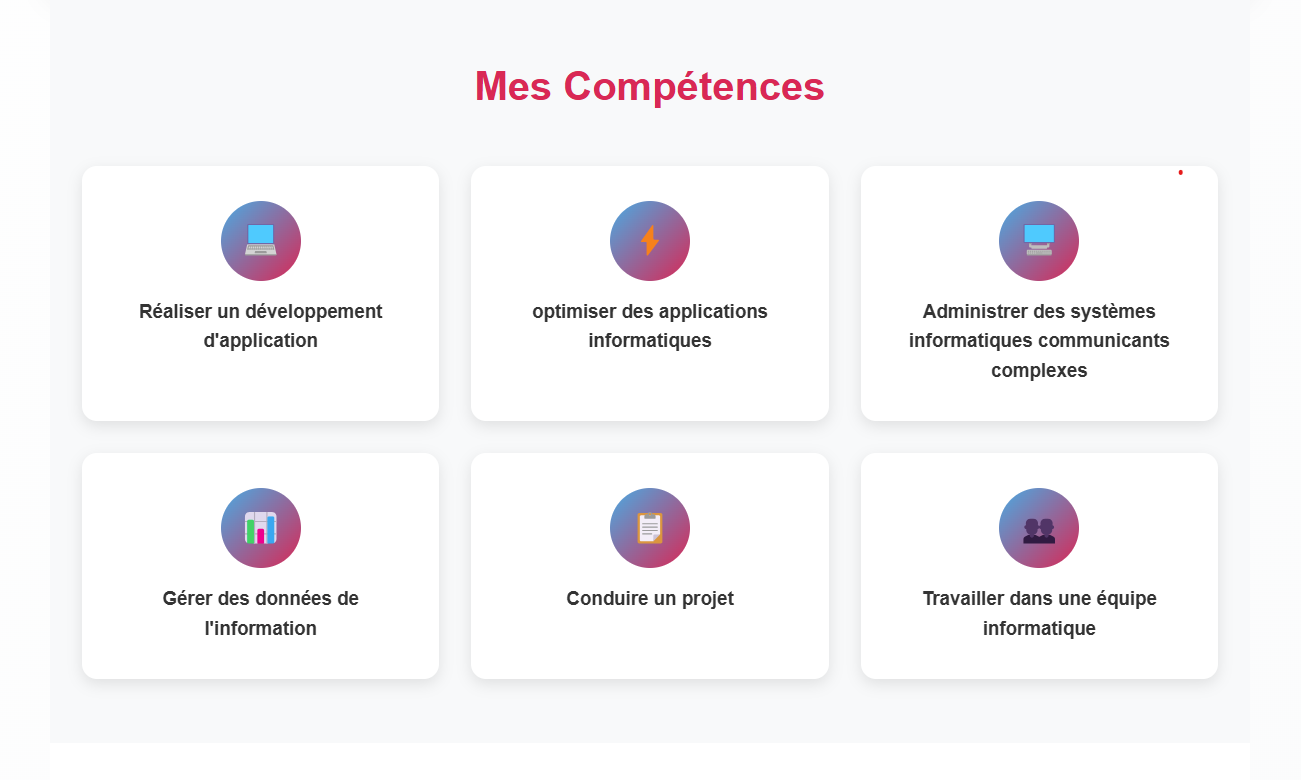 Mes Compétences
Réaliser un développement
d'application
optimiser des applications
informatiques
Administrer des systèmes
informatiques communicants
complexes
Gérer des données de
l'information
Conduire un projet
Travailler dans une équipe
informatique